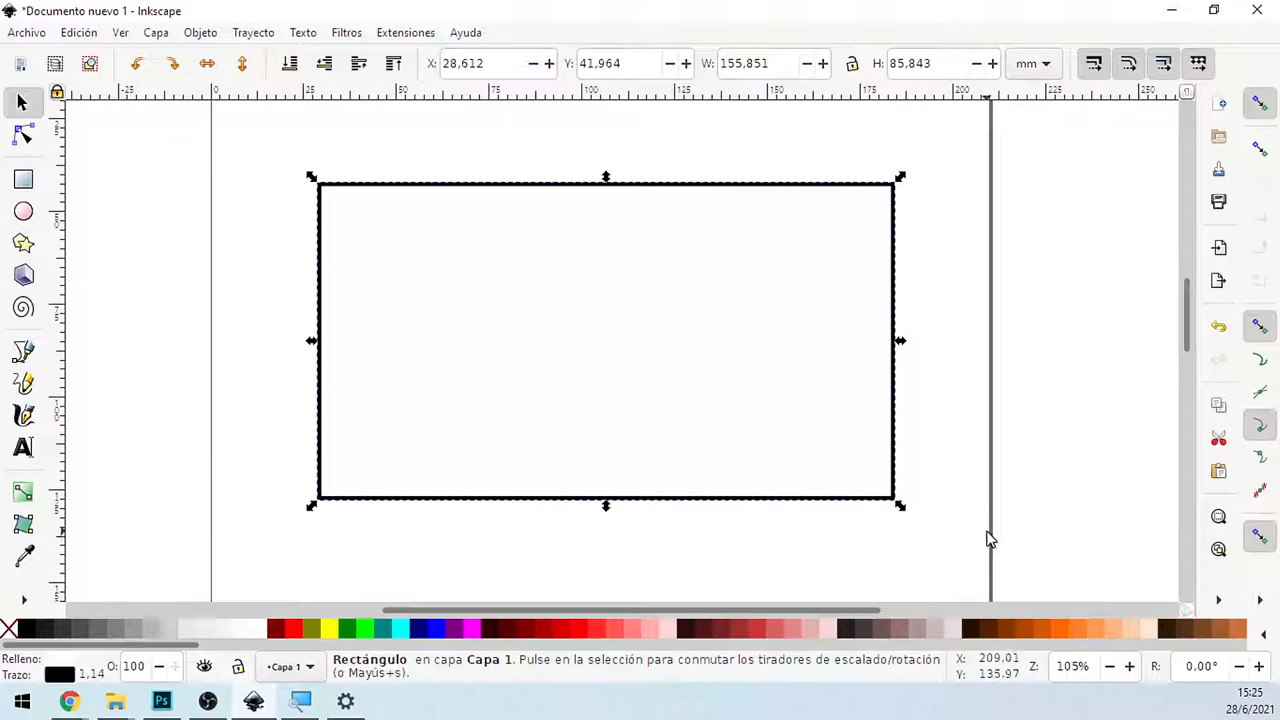 *Documento nuevo 1 - Inkscape
Archivo Edición Ver Capa Objeto Trayecto Texto Filtros Extensiones Ayuda
X: 28,612 Y: 41,964 W: 155,851 H: 85,843 mm
-25 0 25 50 75 100 125 150 175 200 225 250
Relleno: O: 100 •Capa 1 Rectángulo en capa Capa 1. Pulse en la selección para conmutar los tiradores de escalado/rotación X: 209,01 Z: 105% R: 0,00°
Trazo: 1,14 (o Mayús+s). Y: 135,97
Ps
15:25
28/6/2021